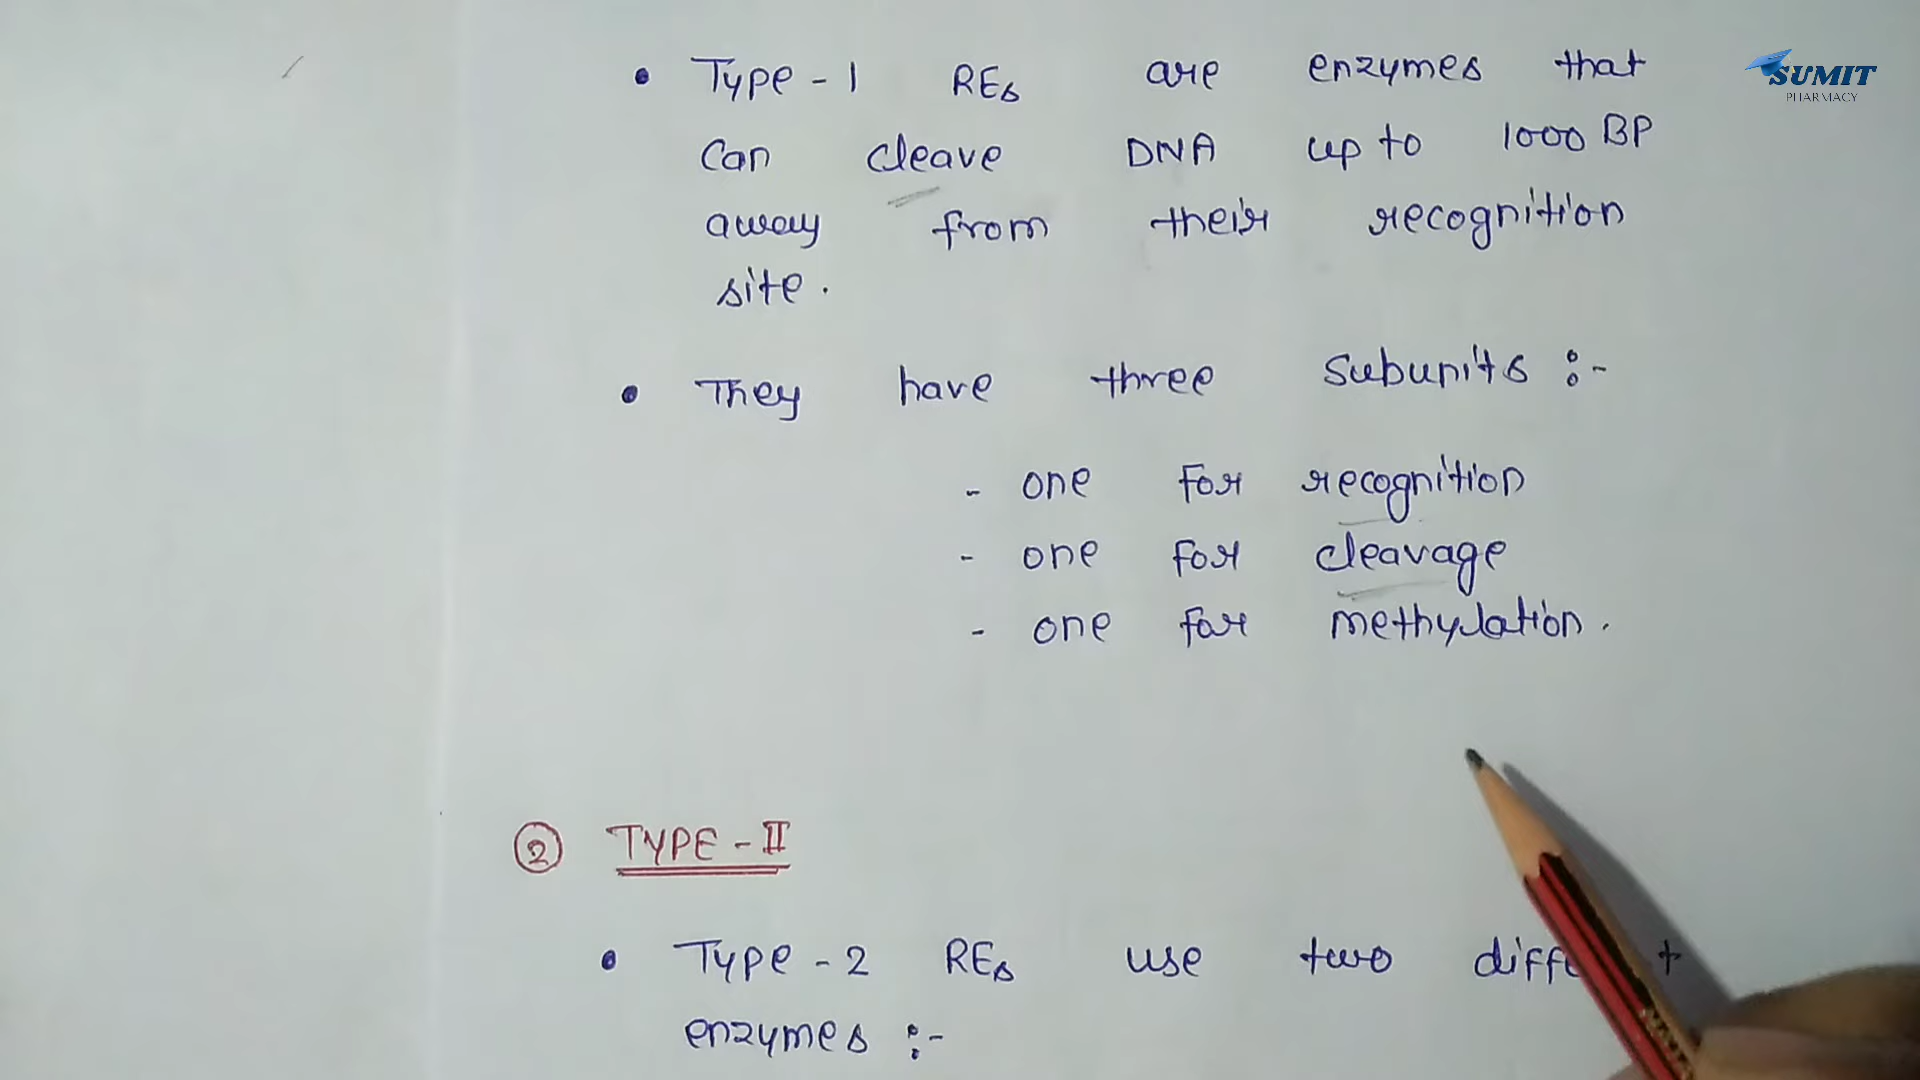 SUMIT
PHARMACY
• Type - 1 REs are enzymes that
can cleave DNA up to 1000 BP
away from their recognition
site.
• They have three subunits :-
- one for recognition
- one for cleavage
- one for methylation.
② TYPE - II
• Type - 2 REs use two
enzymes :-